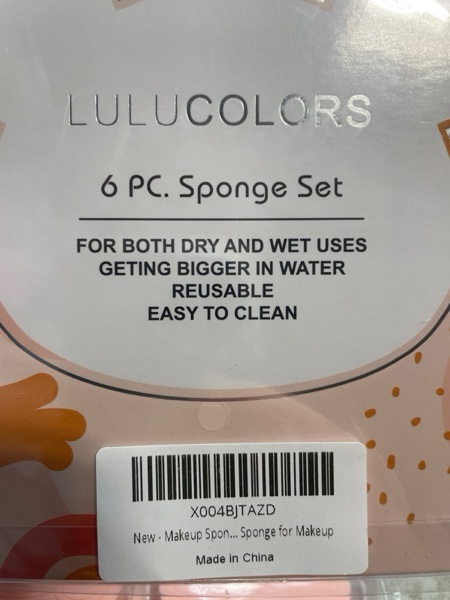 LULUCOLORS
6 PC. Sponge Set
FOR BOTH DRY AND WET USES
GETING BIGGER IN WATER
REUSABLE
EASY TO CLEAN
X004BJTAZD
New - Makeup Spon... Sponge for Makeup
Made in China